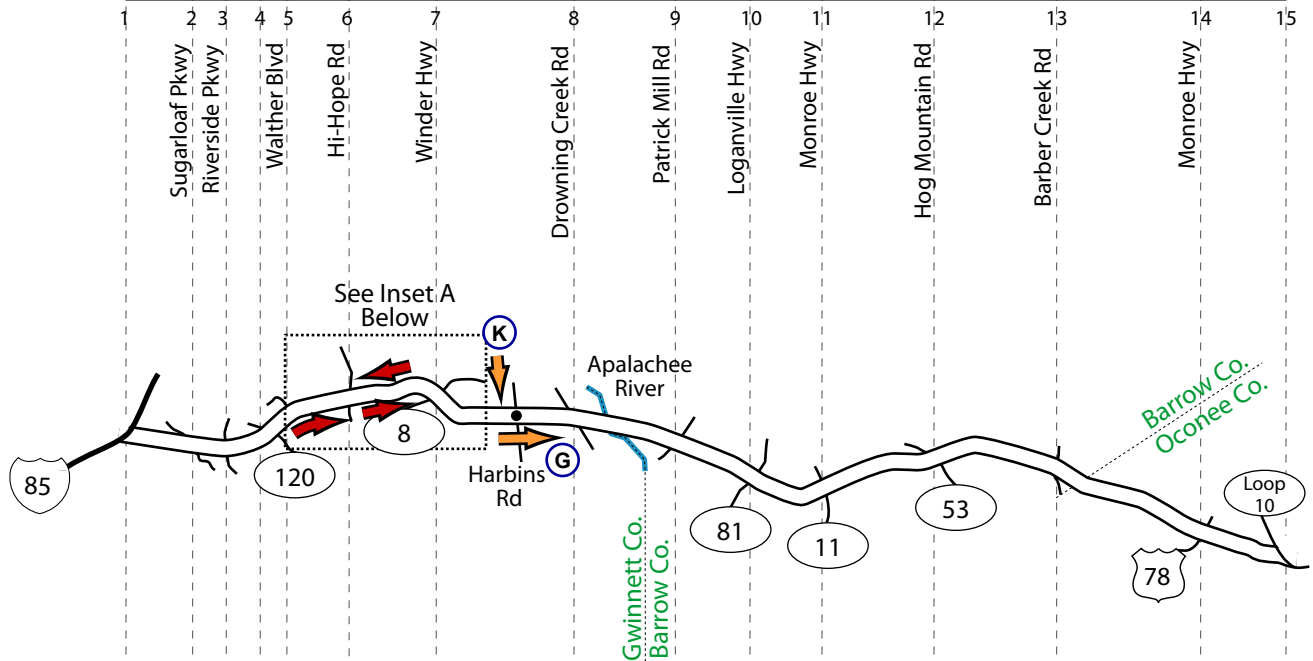 1 2 3 4 5 6 7 8 9 10 11 12 13 14 15
Sugarloaf Pkwy
Riverside Pkwy
Walther Blvd
Hi-Hope Rd
Winder Hwy
Drowning Creek Rd
Patrick Mill Rd
Loganville Hwy
Monroe Hwy
Hog Mountain Rd
Barber Creek Rd
Monroe Hwy
See Inset A
Below
K
Apalachee
River
Barrow Co.
Oconee Co.
8
G
Harbins
Rd
120
85
81
11
53
Loop
10
78
Gwinnett Co.
Barrow Co.